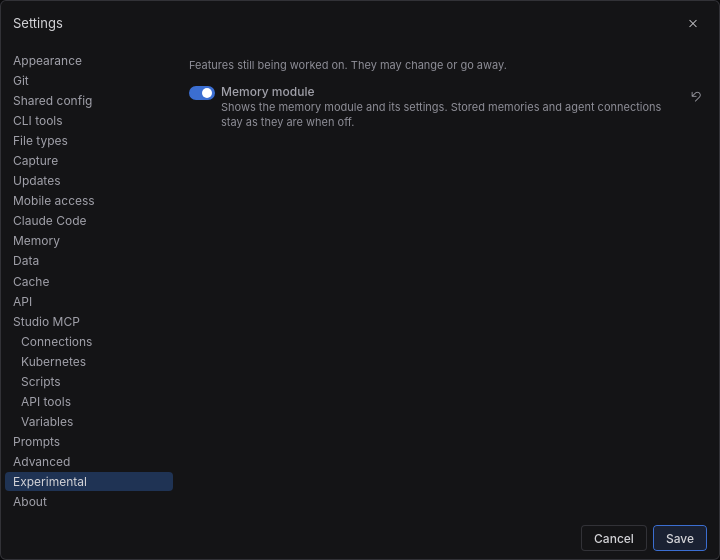 Settings
Appearance
Git
Shared config
CLI tools
File types
Capture
Updates
Mobile access
Claude Code
Memory
Data
Cache
API
Studio MCP
Connections
Kubernetes
Scripts
API tools
Variables
Prompts
Advanced
Experimental
About
Features still being worked on. They may change or go away.
Memory module
Shows the memory module and its settings. Stored memories and agent connections
stay as they are when off.
Cancel
Save